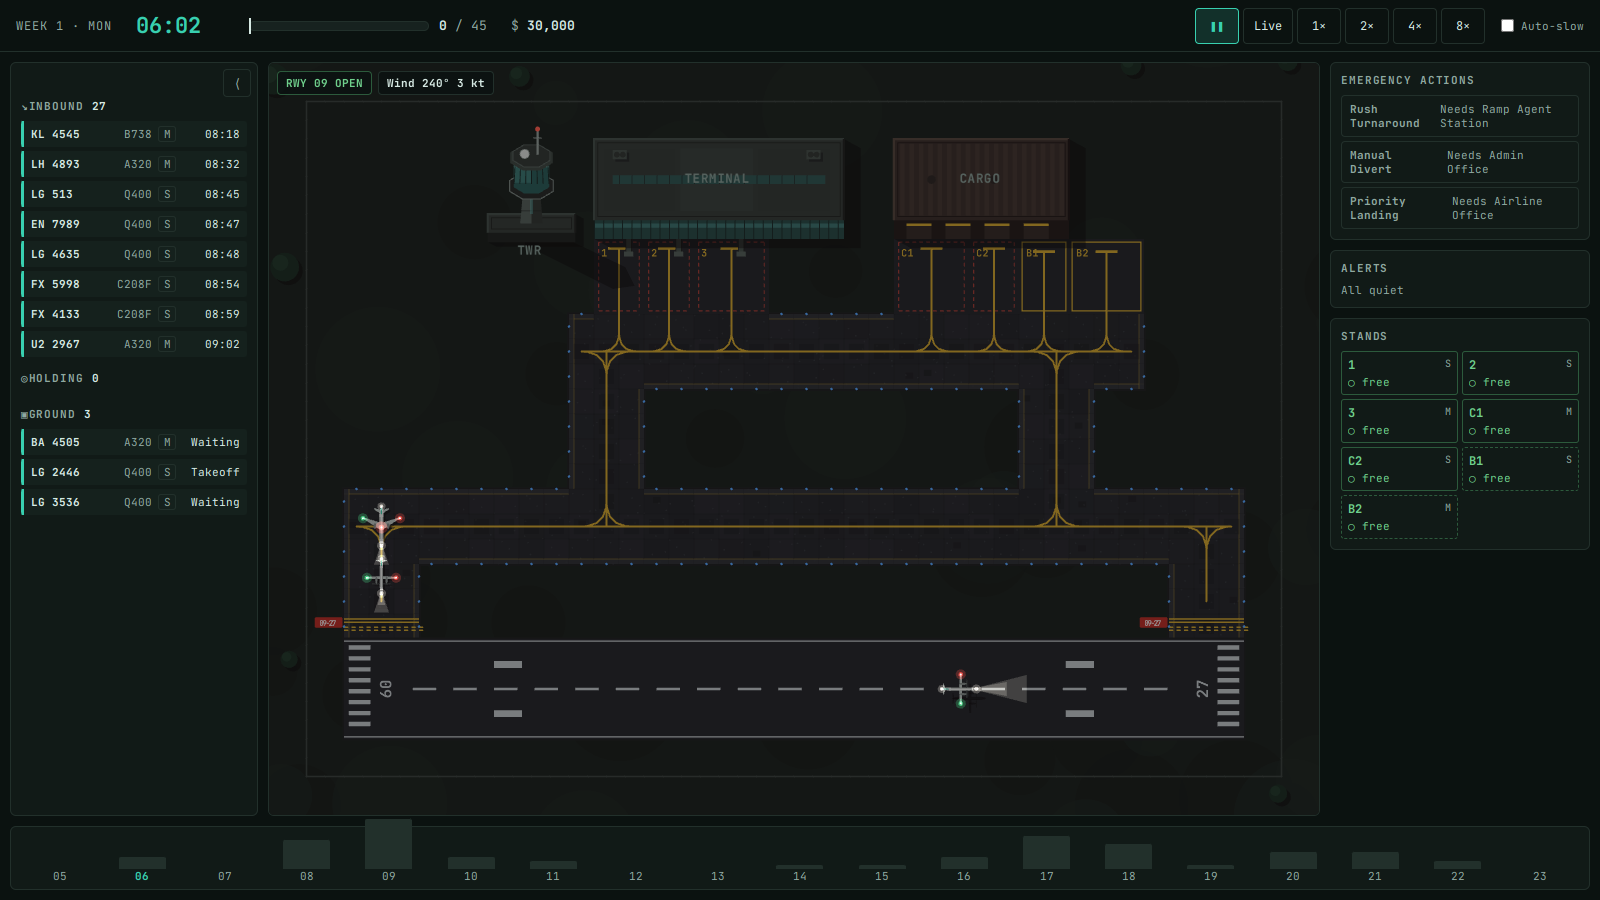 WEEK 1 · MON 06:02 0 / 45 $ 30,000 Live 1× 2× 4× 8× Auto-slow
INBOUND 27
KL 4545 B738 M 08:18
LH 4893 A320 M 08:32
LG 513 Q400 S 08:45
EN 7989 Q400 S 08:47
LG 4635 Q400 S 08:48
FX 5998 C208F S 08:54
FX 4133 C208F S 08:59
U2 2967 A320 M 09:02
HOLDING 0
GROUND 3
BA 4505 A320 M Waiting
LG 2446 Q400 S Takeoff
LG 3536 Q400 S Waiting
RWY 09 OPEN Wind 240° 3 kt
TERMINAL CARGO
TWR
1 2 3 C1 C2 B1 B2
09-27 09-27
09 27
EMERGENCY ACTIONS
Rush Turnaround Needs Ramp Agent Station
Manual Divert Needs Admin Office
Priority Landing Needs Airline Office
ALERTS
All quiet
STANDS
1 S 2 S
free free
3 M C1 M
free free
C2 S B1 S
free free
B2 M
free
05 06 07 08 09 10 11 12 13 14 15 16 17 18 19 20 21 22 23